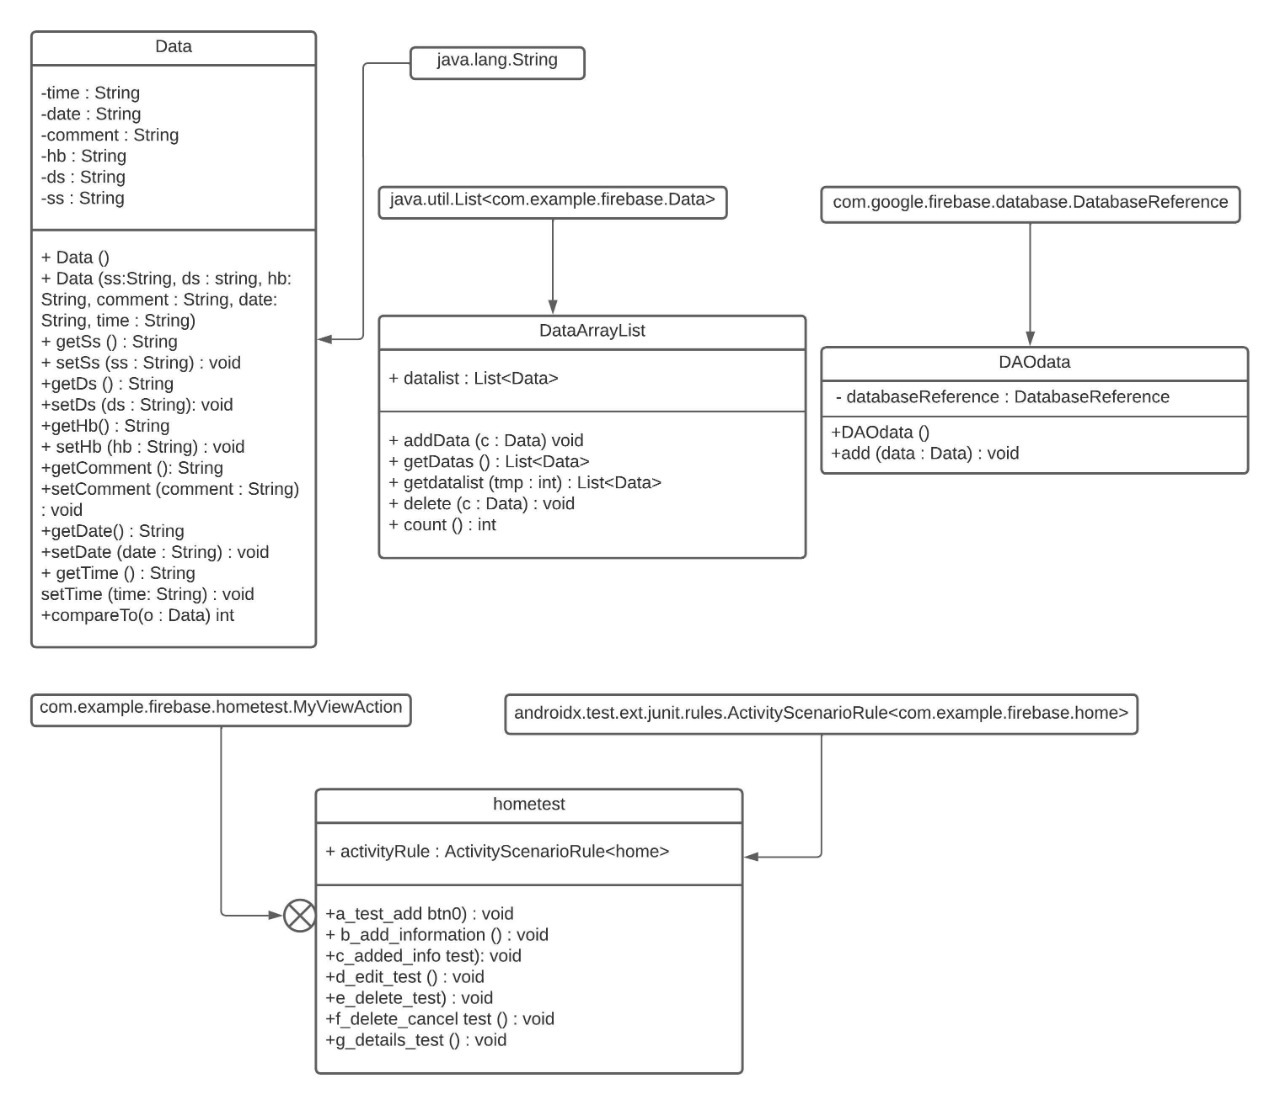 Data
-time : String
-date : String
-comment : String
-hb : String
-ds : String
-ss : String
+ Data ()
+ Data (ss:String, ds : string, hb:
String, comment : String, date:
String, time : String)
+ getSs () : String
+ setSs (ss : String) : void
+getDs () : String
+setDs (ds : String): void
+getHb() : String
+ setHb (hb : String) : void
+getComment (): String
+setComment (comment : String)
: void
+getDate() : String
+setDate (date : String) : void
+ getTime () : String
setTime (time: String) : void
+compareTo(o : Data) int
java.lang.String
java.util.List<com.example.firebase.Data>
DataArrayList
+ datalist : List<Data>
+ addData (c : Data) void
+ getDatas () : List<Data>
+ getdatalist (tmp : int) : List<Data>
+ delete (c : Data) : void
+ count () : int
com.google.firebase.database.DatabaseReference
DAOdata
- databaseReference : DatabaseReference
+DAOdata ()
+add (data : Data) : void
com.example.firebase.hometest.MyViewAction
androidx.test.ext.junit.rules.ActivityScenarioRule<com.example.firebase.home>
hometest
+ activityRule : ActivityScenarioRule<home>
+a_test_add btn0) : void
+ b_add_information () : void
+c_added_info test): void
+d_edit_test () : void
+e_delete_test) : void
+f_delete_cancel test () : void
+g_details_test () : void